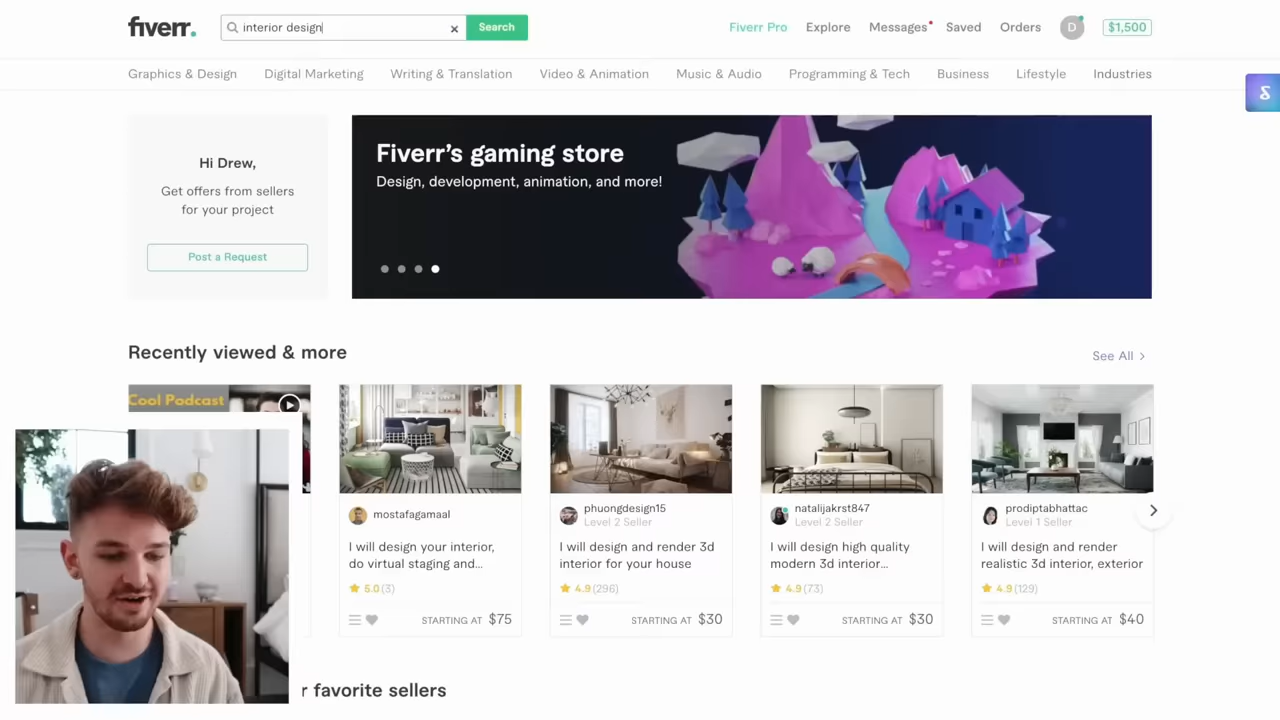 fiverr.
interior design
Search
Fiverr Pro
Explore
Messages
Saved
Orders
D
$1,500
Graphics & Design
Digital Marketing
Writing & Translation
Video & Animation
Music & Audio
Programming & Tech
Business
Lifestyle
Industries
Hi Drew,
Get offers from sellers
for your project
Post a Request
Fiverr's gaming store
Design, development, animation, and more!
Recently viewed & more
See All
Cool Podcast
mostafagamaal
I will design your interior,
do virtual staging and...
5.0 (3)
STARTING AT $75
phuongdesign15
Level 2 Seller
I will design and render 3d
interior for your house
4.9 (296)
STARTING AT $30
natalijakrst847
Level 2 Seller
I will design high quality
modern 3d interior...
4.9 (73)
STARTING AT $30
prodiptabhattac
Level 1 Seller
I will design and render
realistic 3d interior, exterior
4.9 (129)
STARTING AT $40
r favorite sellers